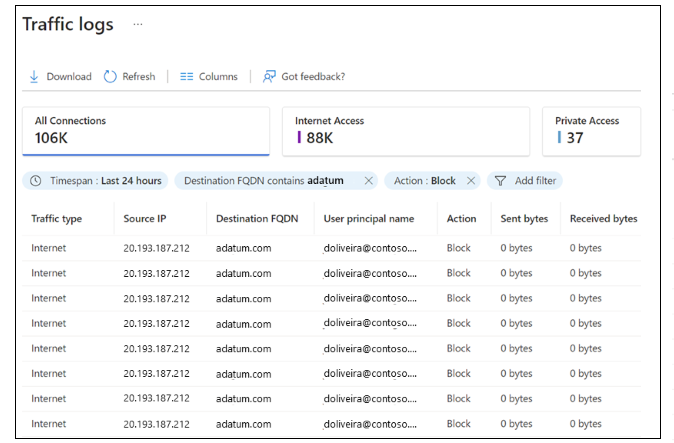 Traffic logs ...
Download Refresh Columns Got feedback?
All Connections Internet Access Private Access
106K 88K 37
Timespan : Last 24 hours Destination FQDN contains adatum Action : Block Add filter
Traffic type Source IP Destination FQDN User principal name Action Sent bytes Received bytes
Internet 20.193.187.212 adatum.com doliveira@contoso.... Block 0 bytes 0 bytes
Internet 20.193.187.212 adatum.com doliveira@contoso.... Block 0 bytes 0 bytes
Internet 20.193.187.212 adatum.com doliveira@contoso.... Block 0 bytes 0 bytes
Internet 20.193.187.212 adatum.com doliveira@contoso.... Block 0 bytes 0 bytes
Internet 20.193.187.212 adatum.com doliveira@contoso.... Block 0 bytes 0 bytes
Internet 20.193.187.212 adatum.com doliveira@contoso.... Block 0 bytes 0 bytes
Internet 20.193.187.212 adatum.com doliveira@contoso.... Block 0 bytes 0 bytes
Internet 20.193.187.212 adatum.com doliveira@contoso.... Block 0 bytes 0 bytes